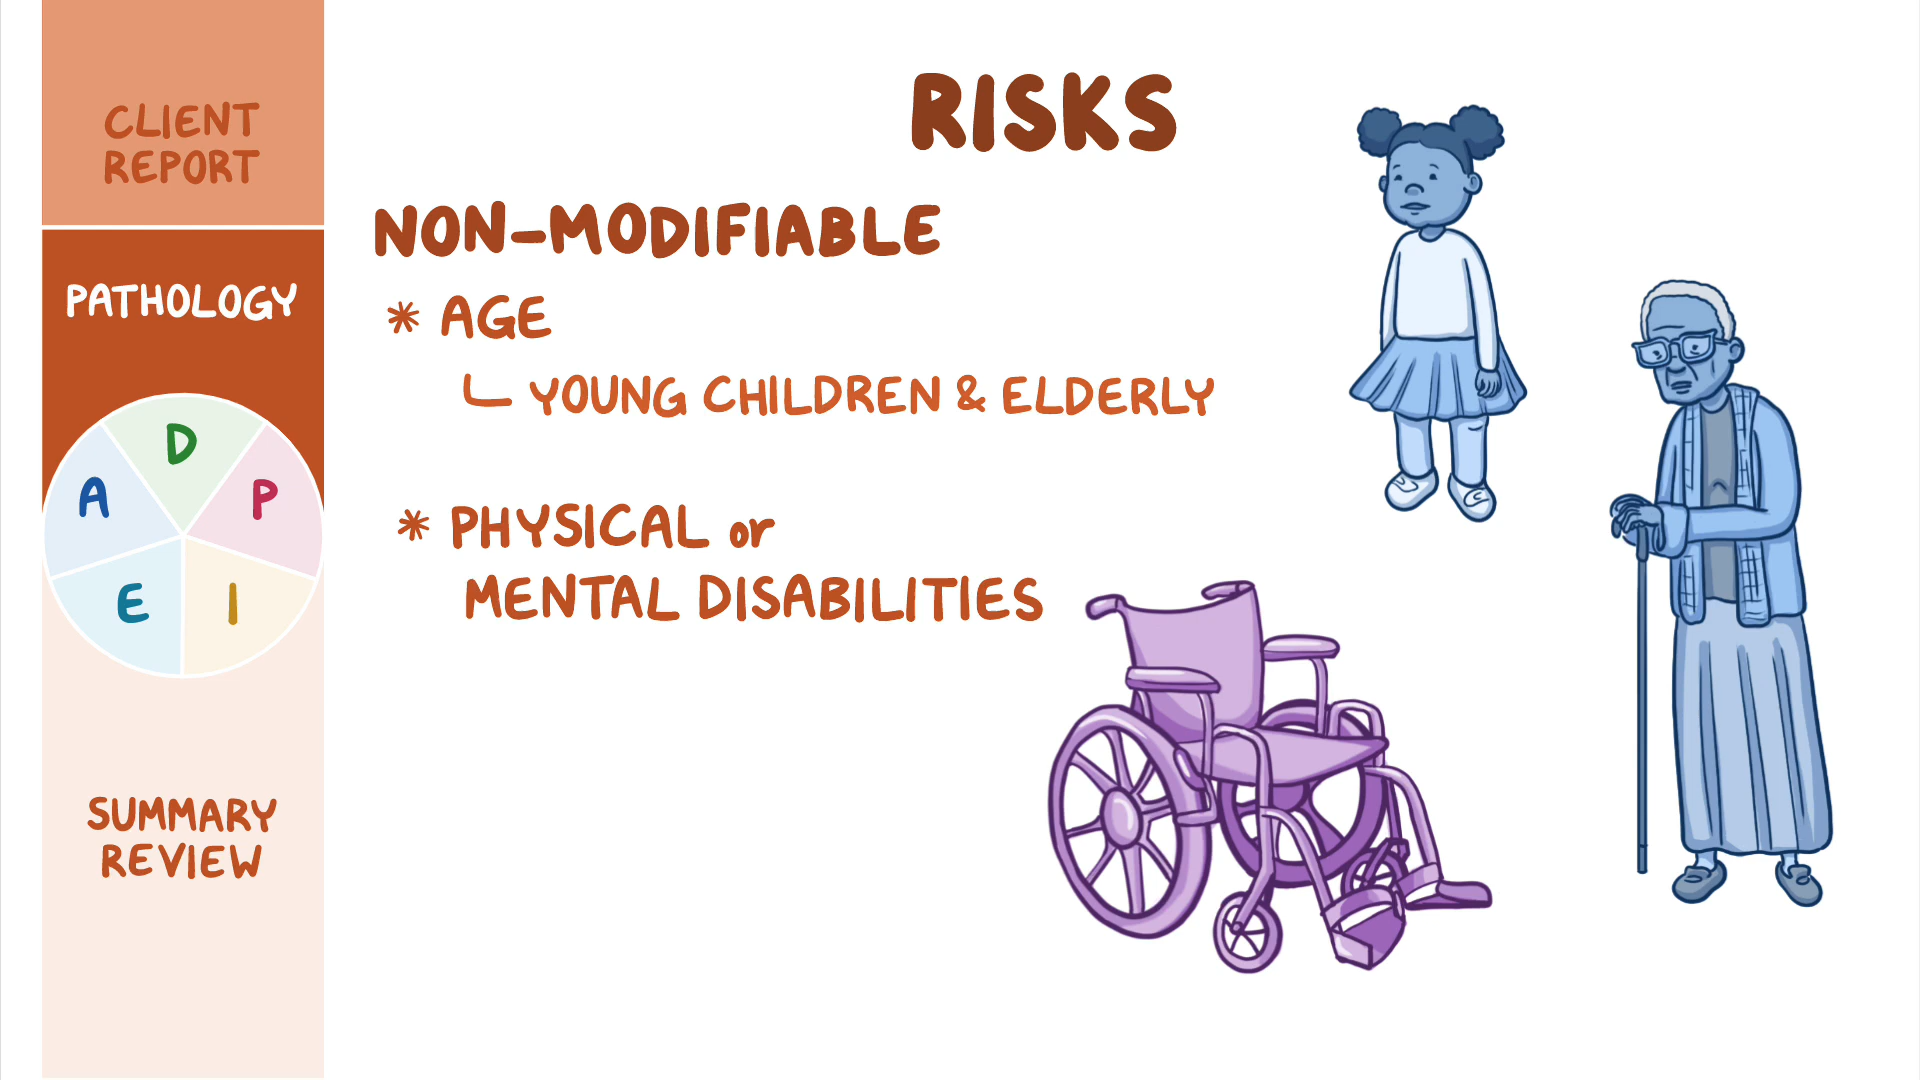 CLIENT
REPORT
PATHOLOGY
A
D
P
E
I
SUMMARY
REVIEW
RISKS
NON-MODIFIABLE
* AGE
YOUNG CHILDREN & ELDERLY
* PHYSICAL or
MENTAL DISABILITIES